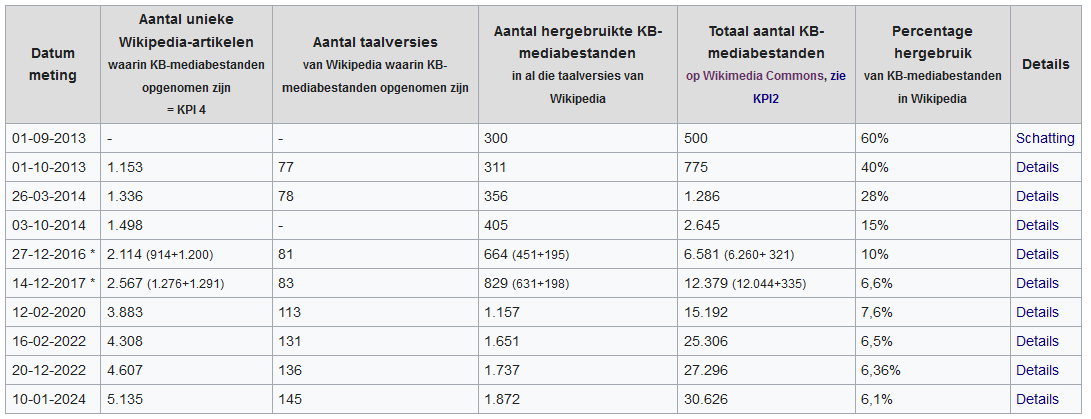 Datum meting
Aantal unieke Wikipedia-artikelen waarin KB-mediabestanden opgenomen zijn = KPI 4
Aantal taalversies van Wikipedia waarin KB-mediabestanden opgenomen zijn
Aantal hergebruikte KB-mediabestanden in al die taalversies van Wikipedia
Totaal aantal KB-mediabestanden op Wikimedia Commons, zie KPI2
Percentage hergebruik van KB-mediabestanden in Wikipedia
Details
01-09-2013 - - 300 500 60% Schatting
01-10-2013 1.153 77 311 775 40% Details
26-03-2014 1.336 78 356 1.286 28% Details
03-10-2014 1.498 - 405 2.645 15% Details
27-12-2016 * 2.114 (914+1.200) 81 664 (451+195) 6.581 (6.260+ 321) 10% Details
14-12-2017 * 2.567 (1.276+1.291) 83 829 (631+198) 12.379 (12.044+335) 6,6% Details
12-02-2020 3.883 113 1.157 15.192 7,6% Details
16-02-2022 4.308 131 1.651 25.306 6,5% Details
20-12-2022 4.607 136 1.737 27.296 6,36% Details
10-01-2024 5.135 145 1.872 30.626 6,1% Details